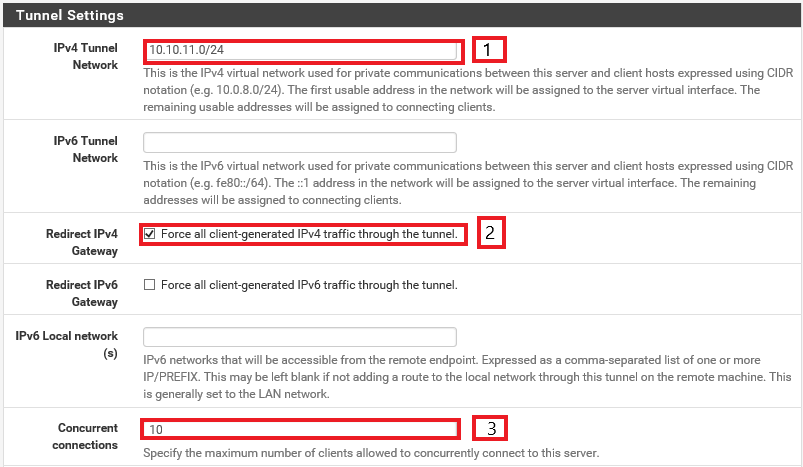 Tunnel Settings
IPv4 Tunnel
Network
10.10.11.0/24
1
This is the IPv4 virtual network used for private communications between this server and client hosts expressed using CIDR
notation (e.g. 10.0.8.0/24). The first usable address in the network will be assigned to the server virtual interface. The
remaining usable addresses will be assigned to connecting clients.
IPv6 Tunnel
Network
This is the IPv6 virtual network used for private communications between this server and client hosts expressed using CIDR
notation (e.g. fe80::/64). The ::1 address in the network will be assigned to the server virtual interface. The remaining
addresses will be assigned to connecting clients.
Redirect IPv4
Gateway
Force all client-generated IPv4 traffic through the tunnel.
2
Redirect IPv6
Gateway
Force all client-generated IPv6 traffic through the tunnel.
IPv6 Local network
(s)
IPv6 networks that will be accessible from the remote endpoint. Expressed as a comma-separated list of one or more
IP/PREFIX. This may be left blank if not adding a route to the local network through this tunnel on the remote machine. This
is generally set to the LAN network.
Concurrent
connections
10
3
Specify the maximum number of clients allowed to concurrently connect to this server.